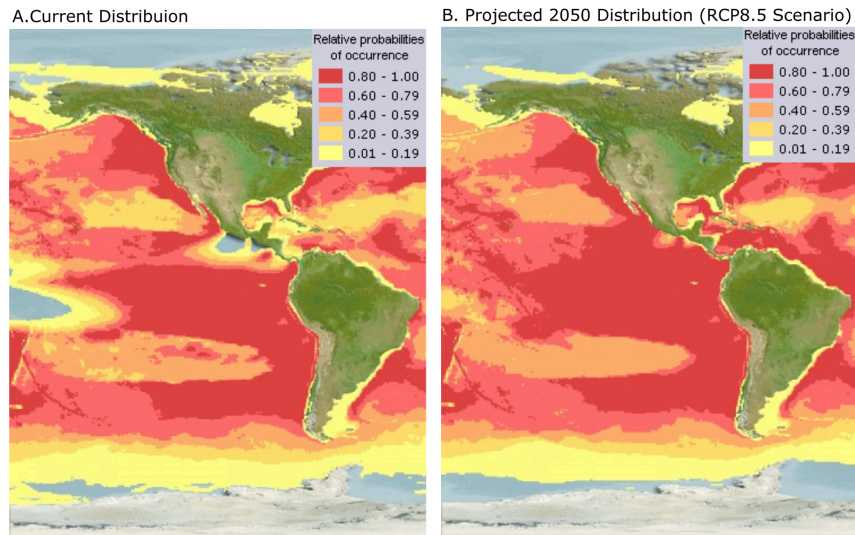 A.Current Distribuion
Relative probabilities
of occurrence
0.80 - 1.00
0.60 - 0.79
0.40 - 0.59
0.20 - 0.39
0.01 - 0.19
B. Projected 2050 Distribution (RCP8.5 Scenario)
Relative probabilities
of occurrence
0.80 - 1.00
0.60 - 0.79
0.40 - 0.59
0.20 - 0.39
0.01 - 0.19